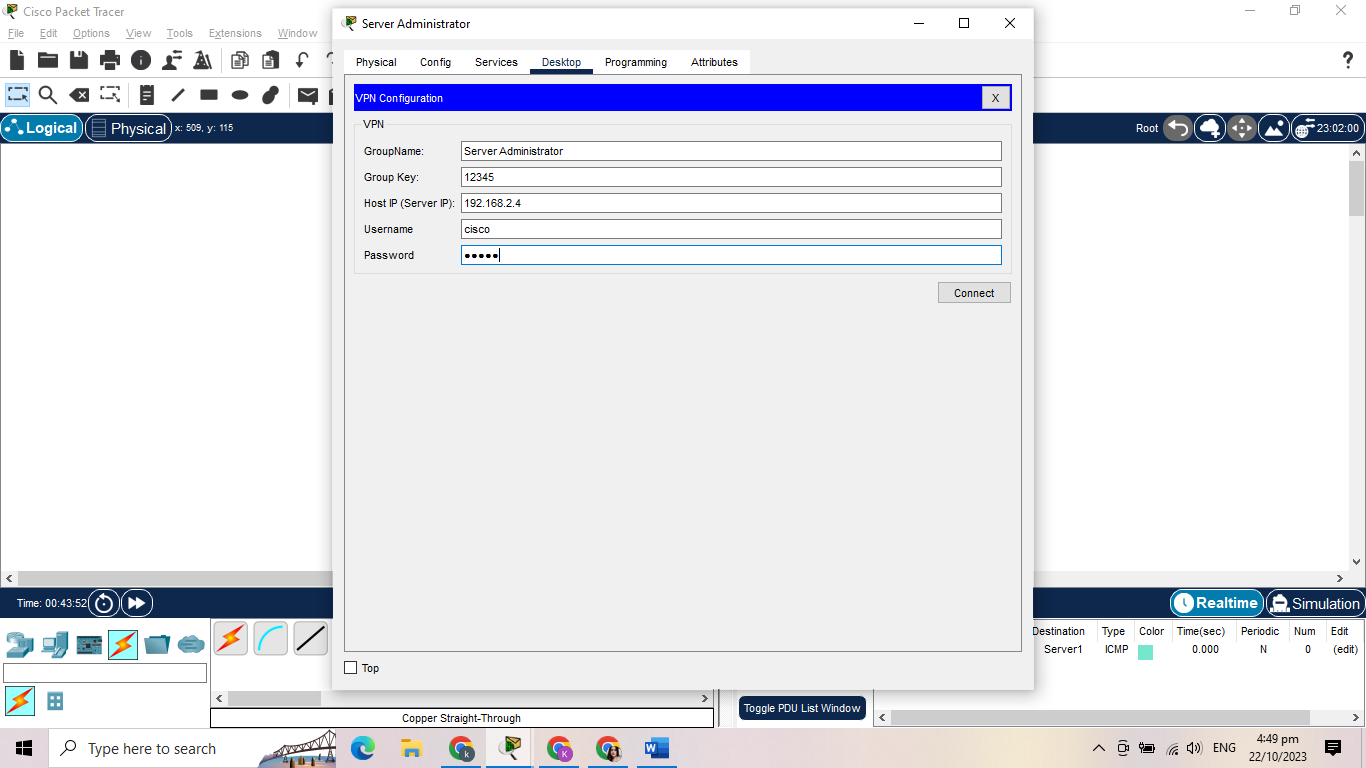 Cisco Packet Tracer
File Edit Options View Tools Extensions Window
?
Logical Physical x: 509, y: 115
Root 23:02:00
Server Administrator
Physical Config Services Desktop Programming Attributes
VPN Configuration X
VPN
GroupName: Server Administrator
Group Key: 12345
Host IP (Server IP): 192.168.2.4
Username cisco
Password •••••
Connect
Top
Time: 00:43:52
Realtime Simulation
Destination Type Color Time(sec) Periodic Num Edit
Server1 ICMP 0.000 N 0 (edit)
Copper Straight-Through
Toggle PDU List Window
Type here to search
k
K
W
ENG
4:49 pm
22/10/2023